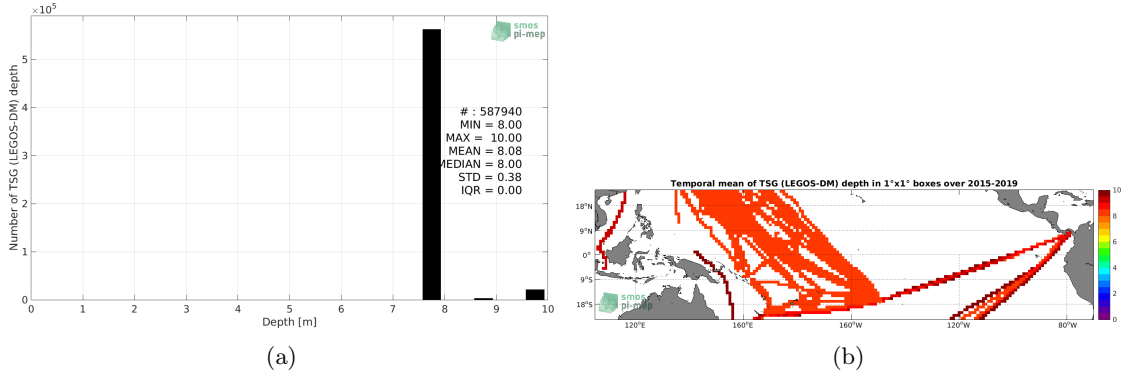 ×10⁵
5
4
3
2
1
0
Number of TSG (LEGOS-DM) depth
smos
pi-mep
# : 587940
MIN = 8.00
MAX = 10.00
MEAN = 8.08
MEDIAN = 8.00
STD = 0.38
IQR = 0.00
0 1 2 3 4 5 6 7 8 9 10
Depth [m]
(a)
Temporal mean of TSG (LEGOS-DM) depth in 1°x1° boxes over 2015-2019
18°N
9°N
0°
9°S
18°S
smos
pi-mep
120°E 160°E 160°W 120°W 80°W
10
8
6
4
2
0
(b)